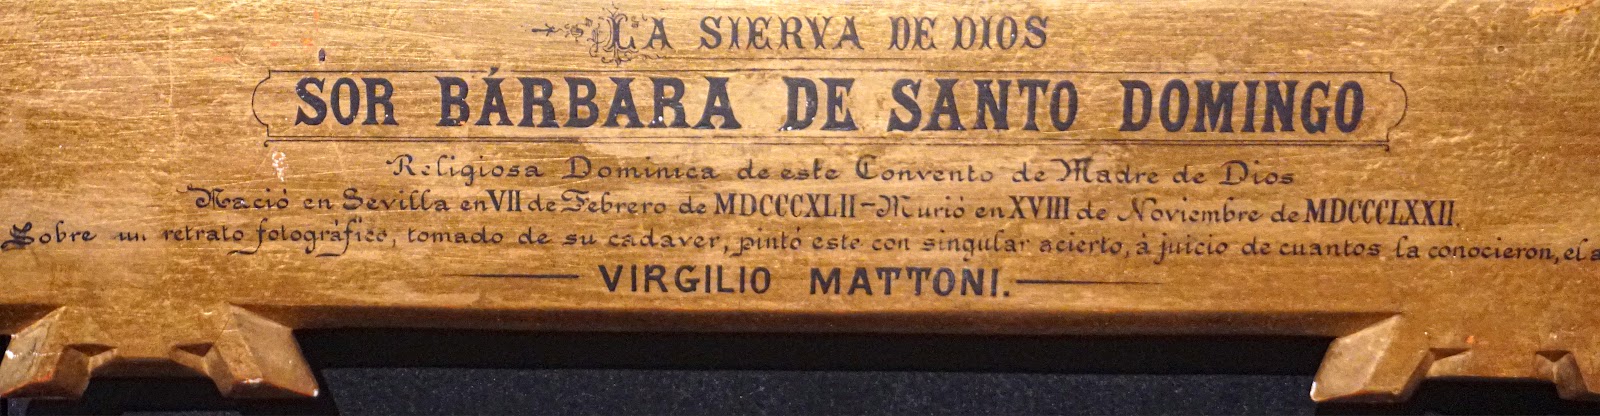 LA SIERVA DE DIOS
SOR BÁRBARA DE SANTO DOMINGO
Religiosa Dominica de este Convento de Madre de Dios
Nació en Sevilla en VII de Febrero de MDCCCXLII - Murió en XVIII de Noviembre de MDCCCLXXII.
Sobre un retrato fotográfico, tomado de su cadaver, pintó este con singular acierto, á juicio de cuantos la conocieron, el
VIRGILIO MATTONI.